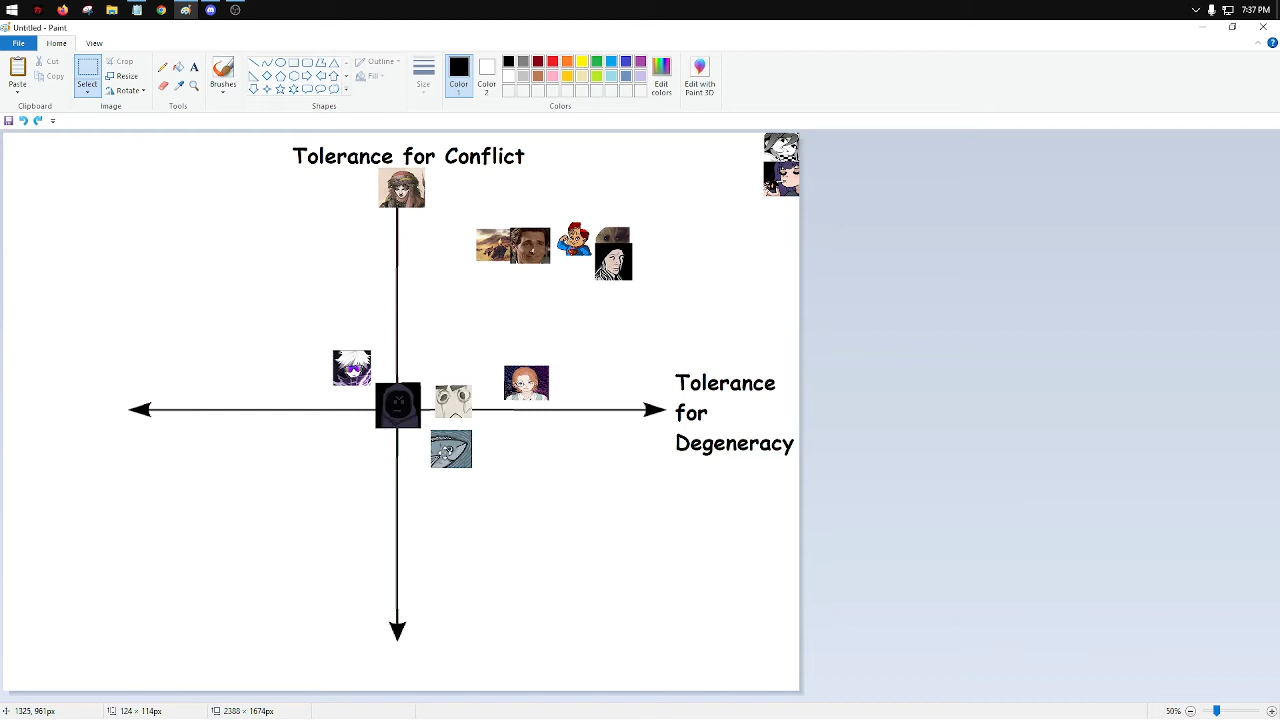 7:37 PM
Untitled - Paint
File Home View
Cut
Copy
Paste
Clipboard
Crop
Resize
Rotate
Select
Image
Tools
Brushes
Shapes
Outline
Fill
Size
Color 1
Color 2
Colors
Edit colors
Edit with Paint 3D
Tolerance for Conflict
Tolerance
for
Degeneracy
1325, 961px
124 × 114px
2388 × 1674px
50%